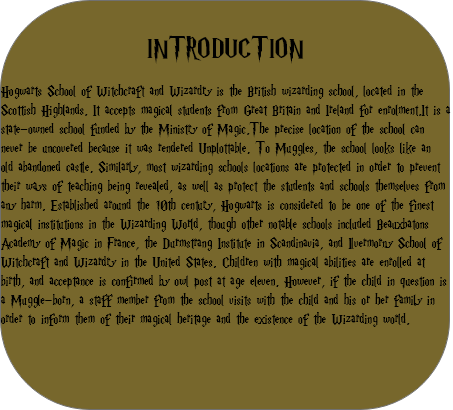 INTRODUCTION
Hogwarts School of Witchcraft and Wizardry is the British wizarding school, located in the
Scottish Highlands. It accepts magical students from Great Britain and Ireland for enrolment.It is a
state-owned school funded by the Ministry of Magic.The precise location of the school can
never be uncovered because it was rendered Unplottable. To Muggles, the school looks like an
old abandoned castle. Similarly, most wizarding schools locations are protected in order to prevent
their ways of teaching being revealed, as well as protect the students and schools themselves from
any harm. Established around the 10th century, Hogwarts is considered to be one of the finest
magical institutions in the Wizarding World, though other notable schools included Beauxbatons
Academy of Magic in France, the Durmstrang Institute in Scandinavia, and Ilvermorny School of
Witchcraft and Wizardry in the United States. Children with magical abilities are enrolled at
birth, and acceptance is confirmed by owl post at age eleven. However, if the child in question is
a Muggle-born, a staff member from the school visits with the child and his or her family in
order to inform them of their magical heritage and the existence of the Wizarding world.